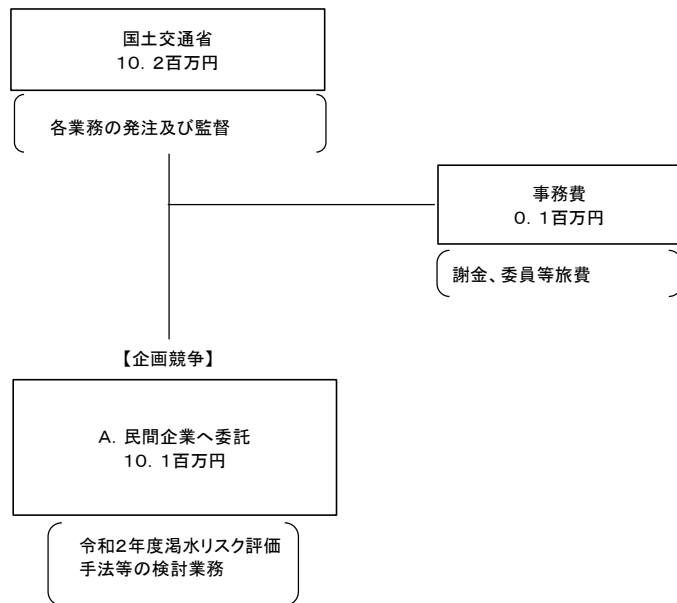 国土交通省
１０．２百万円
各業務の発注及び監督
事務費
０．１百万円
謝金、委員等旅費
【企画競争】
Ａ．民間企業へ委託
１０．１百万円
令和２年度渇水リスク評価
手法等の検討業務